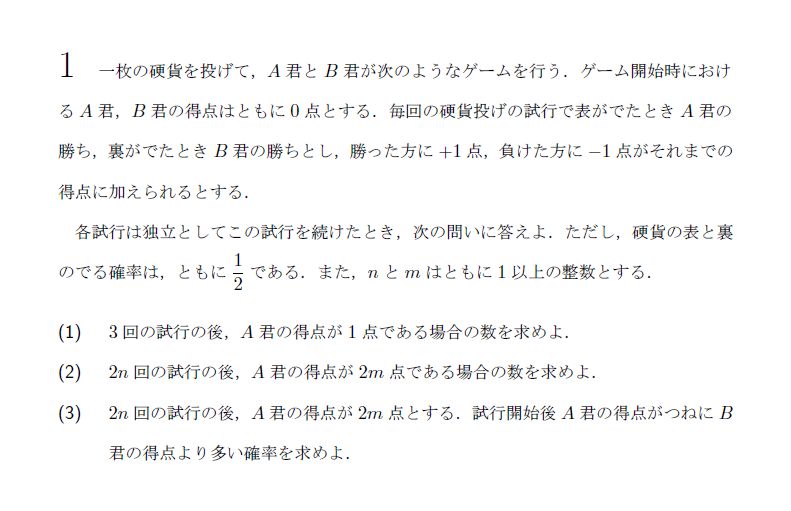 1 一枚の硬貨を投げて，A 君と B 君が次のようなゲームを行う．ゲーム開始時におけ
る A 君，B 君の得点はともに 0 点とする．毎回の硬貨投げの試行で表がでたとき A 君の
勝ち，裏がでたとき B 君の勝ちとし，勝った方に +1 点，負けた方に −1 点がそれまでの
得点に加えられるとする．
各試行は独立としてこの試行を続けたとき，次の問いに答えよ．ただし，硬貨の表と裏
のでる確率は，ともに 1/2 である．また，n と m はともに 1 以上の整数とする．
(1) 3 回の試行の後，A 君の得点が 1 点である場合の数を求めよ．
(2) 2n 回の試行の後，A 君の得点が 2m 点である場合の数を求めよ．
(3) 2n 回の試行の後，A 君の得点が 2m 点とする．試行開始後 A 君の得点がつねに B
君の得点より多い確率を求めよ．